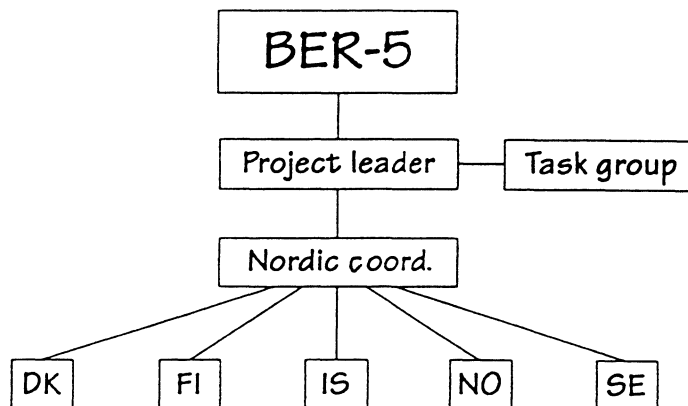 BER-5
Project leader
Task group
Nordic coord.
DK
FI
IS
NO
SE